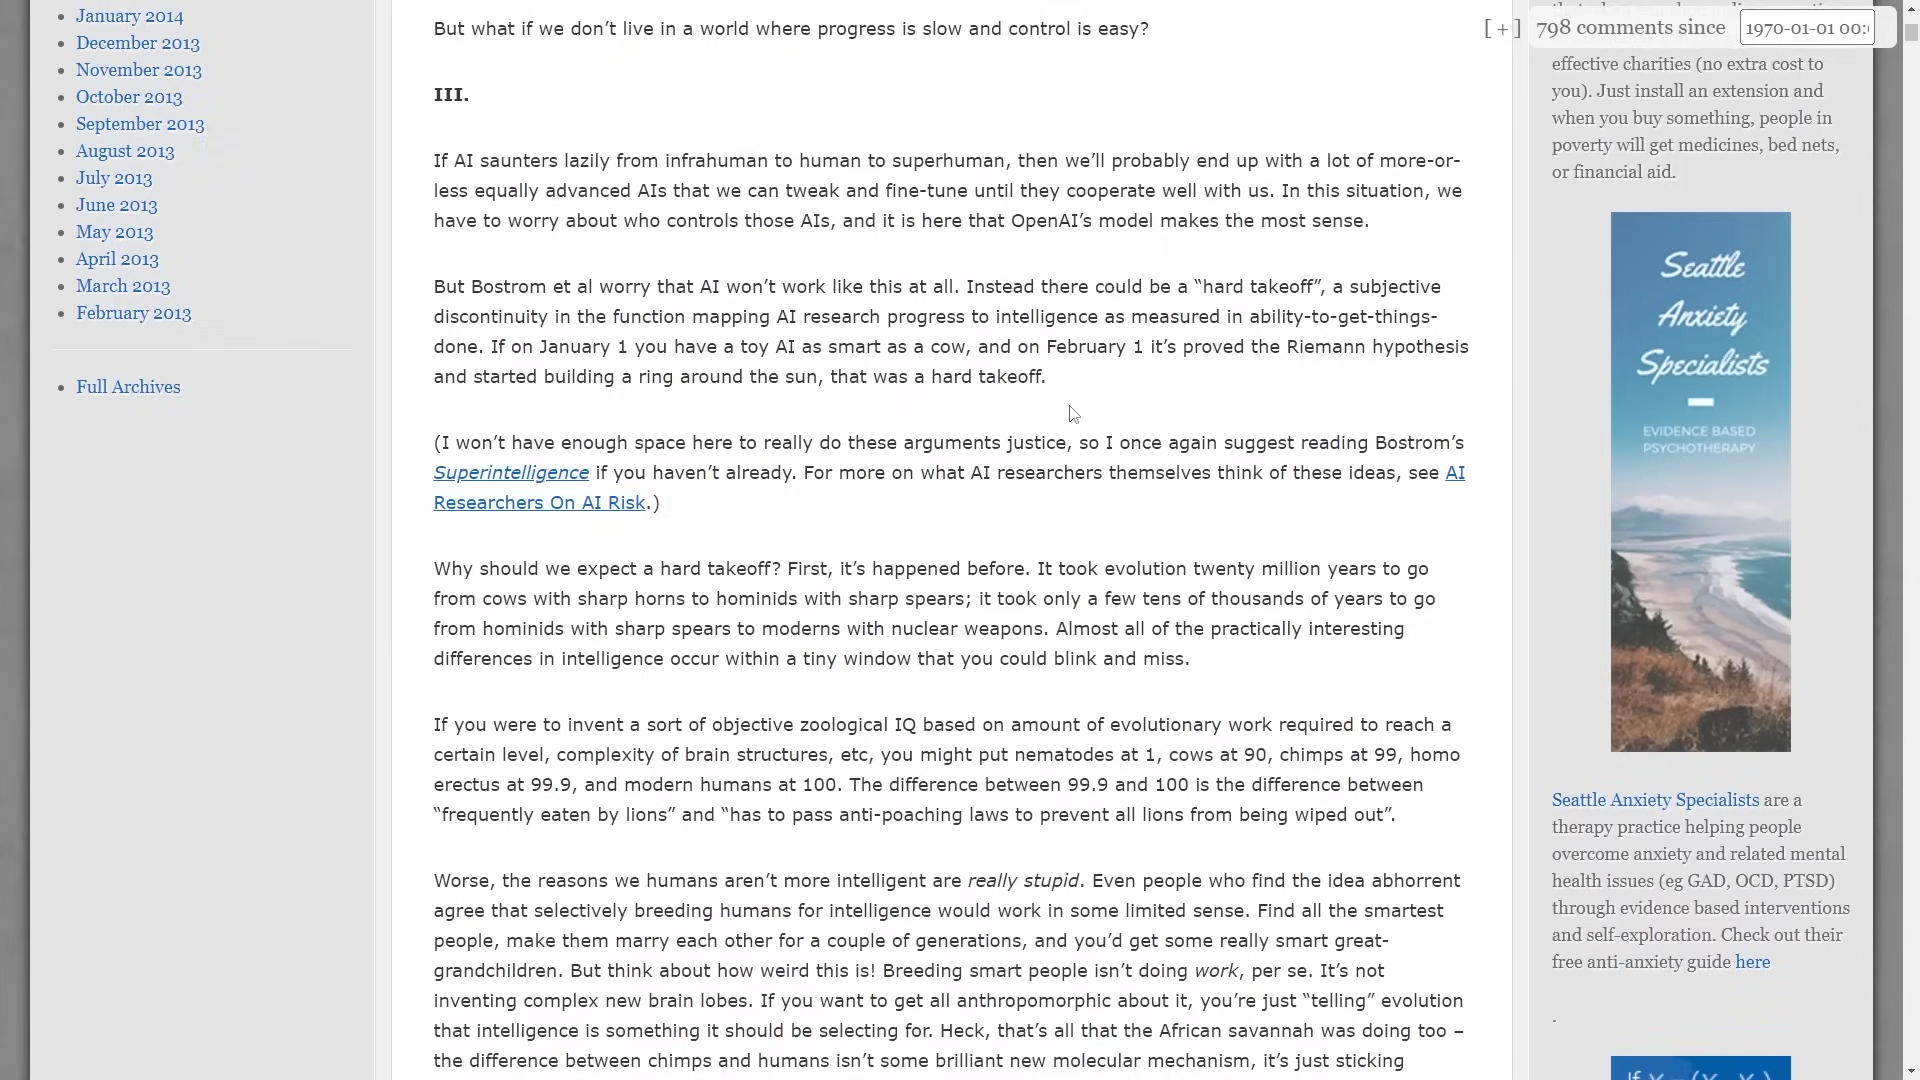 January 2014
December 2013
November 2013
October 2013
September 2013
August 2013
July 2013
June 2013
May 2013
April 2013
March 2013
February 2013
Full Archives
But what if we don’t live in a world where progress is slow and control is easy?
III.
If AI saunters lazily from infrahuman to human to superhuman, then we’ll probably end up with a lot of more-or-
less equally advanced AIs that we can tweak and fine-tune until they cooperate well with us. In this situation, we
have to worry about who controls those AIs, and it is here that OpenAI’s model makes the most sense.
But Bostrom et al worry that AI won’t work like this at all. Instead there could be a “hard takeoff”, a subjective
discontinuity in the function mapping AI research progress to intelligence as measured in ability-to-get-things-
done. If on January 1 you have a toy AI as smart as a cow, and on February 1 it’s proved the Riemann hypothesis
and started building a ring around the sun, that was a hard takeoff.
(I won’t have enough space here to really do these arguments justice, so I once again suggest reading Bostrom’s
Superintelligence if you haven’t already. For more on what AI researchers themselves think of these ideas, see AI
Researchers On AI Risk.)
Why should we expect a hard takeoff? First, it’s happened before. It took evolution twenty million years to go
from cows with sharp horns to hominids with sharp spears; it took only a few tens of thousands of years to go
from hominids with sharp spears to moderns with nuclear weapons. Almost all of the practically interesting
differences in intelligence occur within a tiny window that you could blink and miss.
If you were to invent a sort of objective zoological IQ based on amount of evolutionary work required to reach a
certain level, complexity of brain structures, etc, you might put nematodes at 1, cows at 90, chimps at 99, homo
erectus at 99.9, and modern humans at 100. The difference between 99.9 and 100 is the difference between
“frequently eaten by lions” and “has to pass anti-poaching laws to prevent all lions from being wiped out”.
Worse, the reasons we humans aren’t more intelligent are really stupid. Even people who find the idea abhorrent
agree that selectively breeding humans for intelligence would work in some limited sense. Find all the smartest
people, make them marry each other for a couple of generations, and you’d get some really smart great-
grandchildren. But think about how weird this is! Breeding smart people isn’t doing work, per se. It’s not
inventing complex new brain lobes. If you want to get all anthropomorphic about it, you’re just “telling” evolution
that intelligence is something it should be selecting for. Heck, that’s all that the African savannah was doing too –
the difference between chimps and humans isn’t some brilliant new molecular mechanism, it’s just sticking
[+] 798 comments since 1970-01-01 00:
effective charities (no extra cost to
you). Just install an extension and
when you buy something, people in
poverty will get medicines, bed nets,
or financial aid.
Seattle
Anxiety
Specialists
EVIDENCE BASED
PSYCHOTHERAPY
Seattle Anxiety Specialists are a
therapy practice helping people
overcome anxiety and related mental
health issues (eg GAD, OCD, PTSD)
through evidence based interventions
and self-exploration. Check out their
free anti-anxiety guide here
.